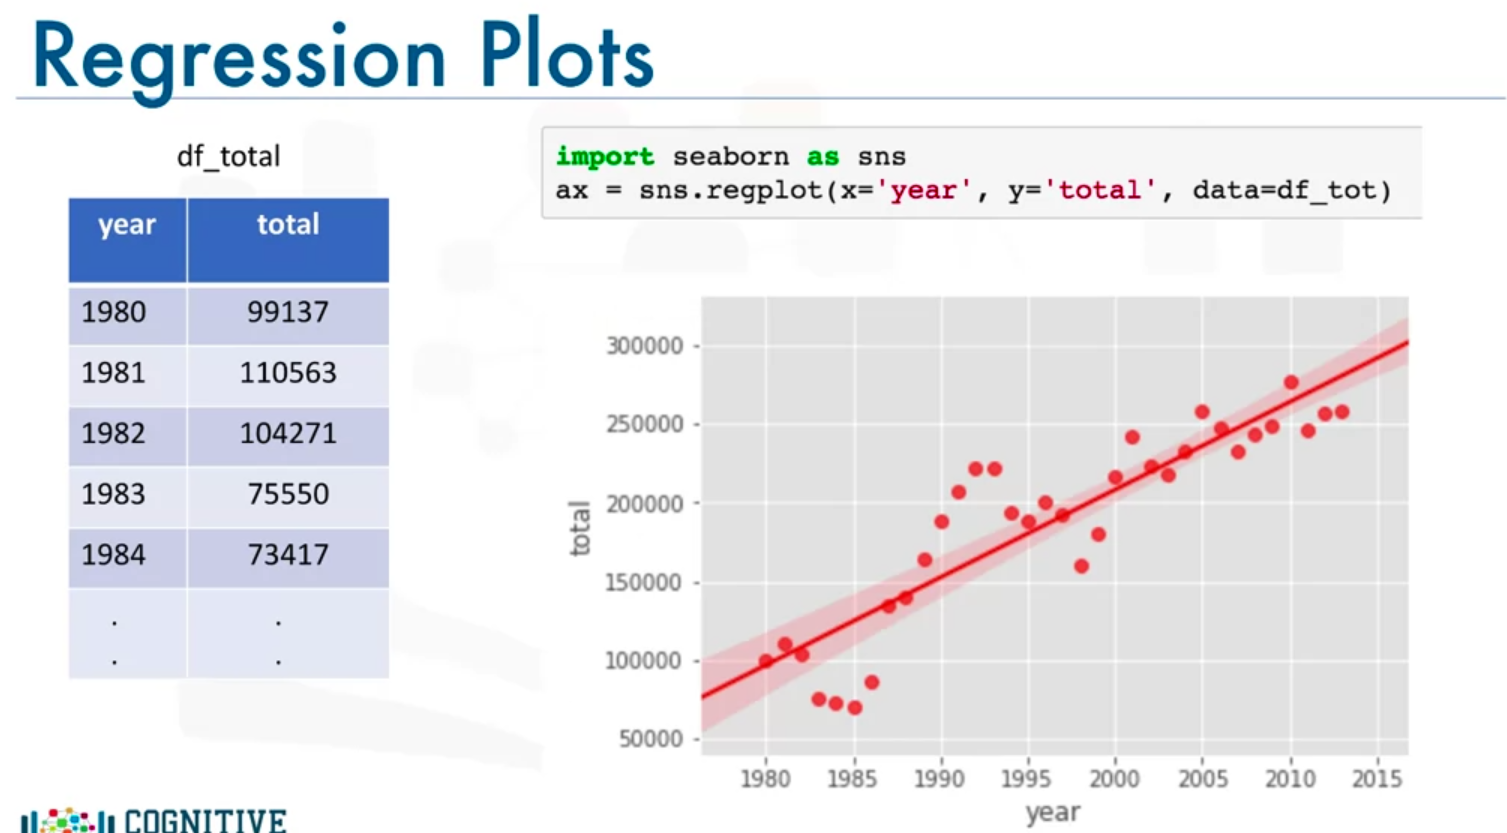 Regression Plots
df_total
year total
1980 99137
1981 110563
1982 104271
1983 75550
1984 73417
. .
. .
import seaborn as sns
ax = sns.regplot(x='year', y='total', data=df_tot)
300000
250000
200000
150000
100000
50000
total
1980 1985 1990 1995 2000 2005 2010 2015
year
COGNITIVE